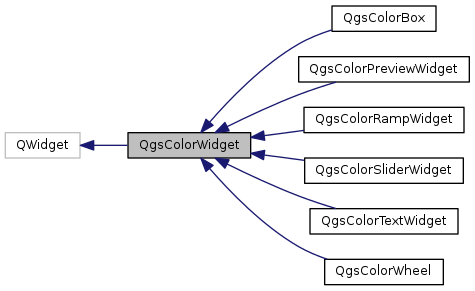 QgsColorBox
QgsColorPreviewWidget
QgsColorRampWidget
QWidget
QgsColorWidget
QgsColorSliderWidget
QgsColorTextWidget
QgsColorWheel